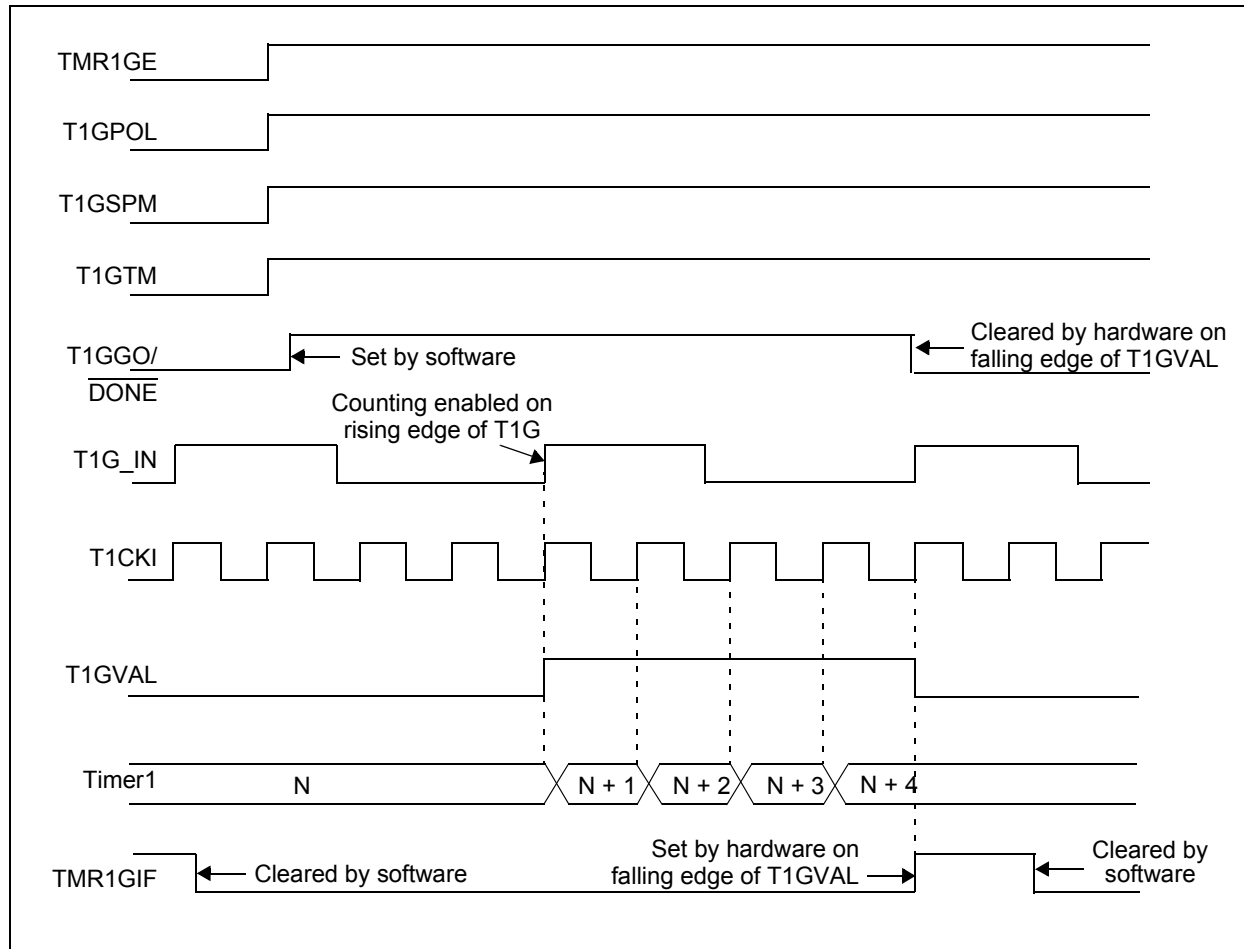 TMR1GE
T1GPOL
T1GSPM
T1GTM
T1GGO/
DONE
Set by software
Cleared by hardware on
falling edge of T1GVAL
Counting enabled on
rising edge of T1G
T1G_IN
T1CKI
T1GVAL
Timer1
N
N + 1
N + 2
N + 3
N + 4
TMR1GIF
Cleared by software
Set by hardware on
falling edge of T1GVAL
Cleared by
software